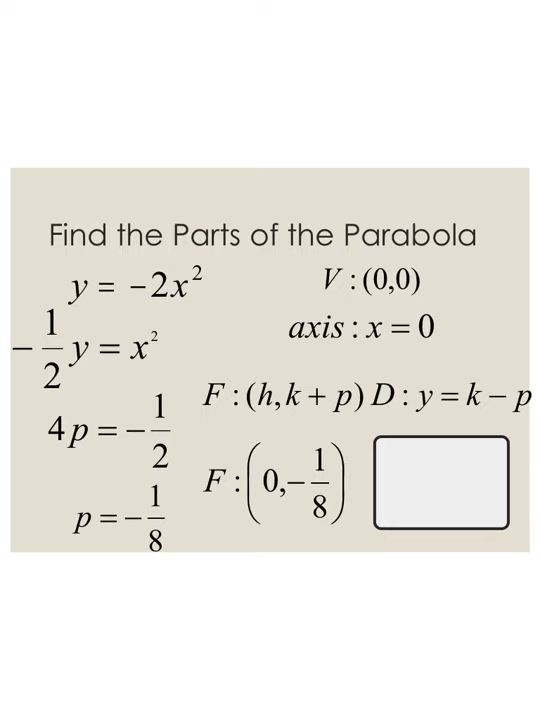 Find the Parts of the Parabola
y = -2x²
V : (0,0)
-1/2 y = x²
axis : x = 0
4p = -1/2
F : (h, k + p) D : y = k - p
p = -1/8
F : (0, -1/8)